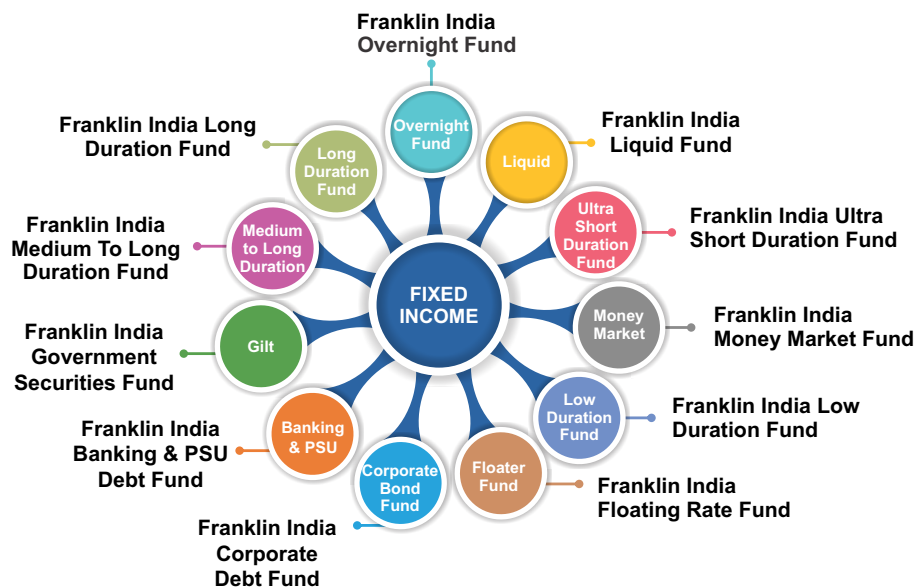 Franklin India
Overnight Fund
Overnight
Fund
Franklin India
Liquid Fund
Liquid
Franklin India Ultra
Short Duration Fund
Ultra
Short
Duration
Fund
Franklin India
Money Market Fund
Money
Market
Franklin India Low
Duration Fund
Low
Duration
Fund
Franklin India
Floating Rate Fund
Floater
Fund
Franklin India
Corporate
Debt Fund
Corporate
Bond
Fund
Franklin India
Banking & PSU
Debt Fund
Banking
& PSU
Franklin India
Government
Securities Fund
Gilt
Franklin India
Medium To Long
Duration Fund
Medium
to Long
Duration
Franklin India Long
Duration Fund
Long
Duration
Fund
FIXED
INCOME